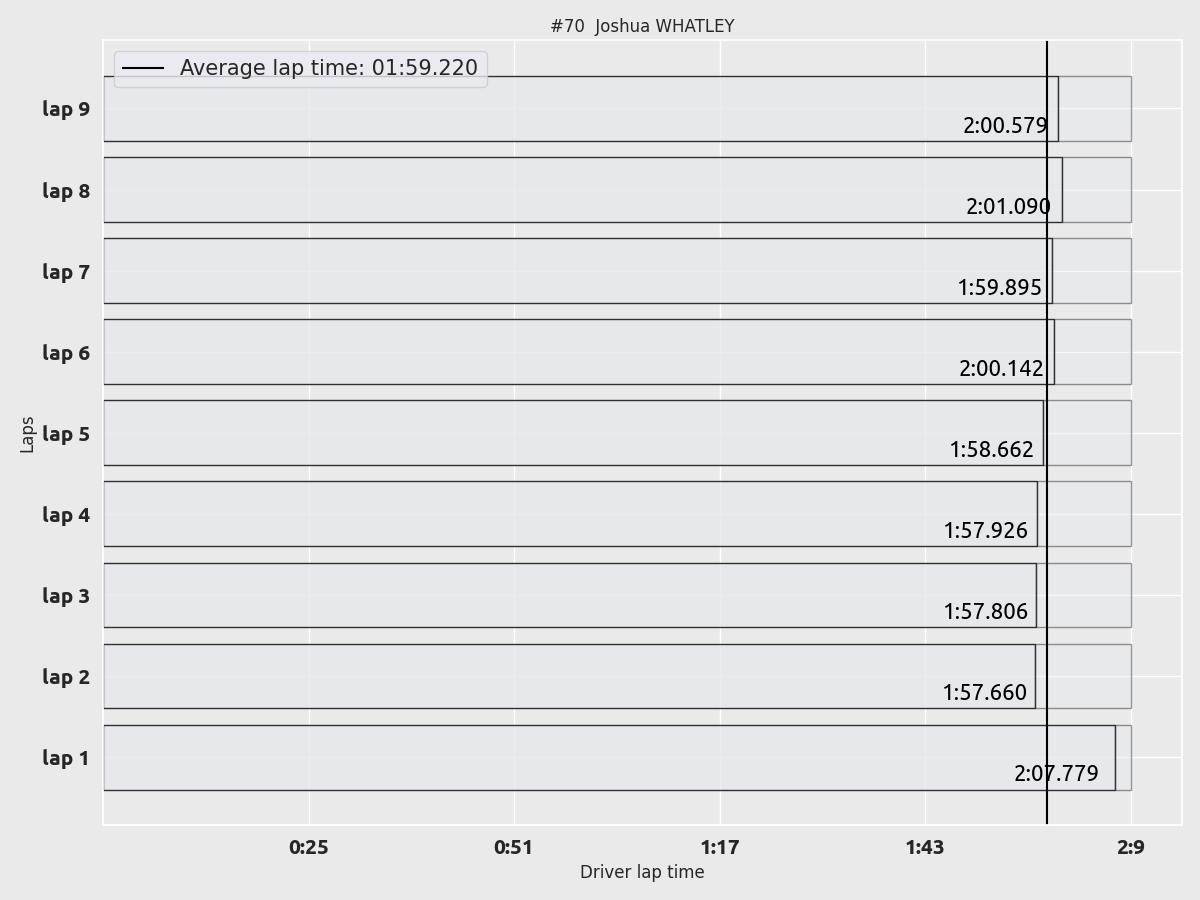 #70  Joshua WHATLEY
Average lap time: 01:59.220
lap 9
2:00.579
lap 8
2:01.090
lap 7
1:59.895
lap 6
2:00.142
Laps
lap 5
1:58.662
lap 4
1:57.926
lap 3
1:57.806
lap 2
1:57.660
lap 1
2:07.779
0:25 0:51 1:17 1:43 2:9
Driver lap time